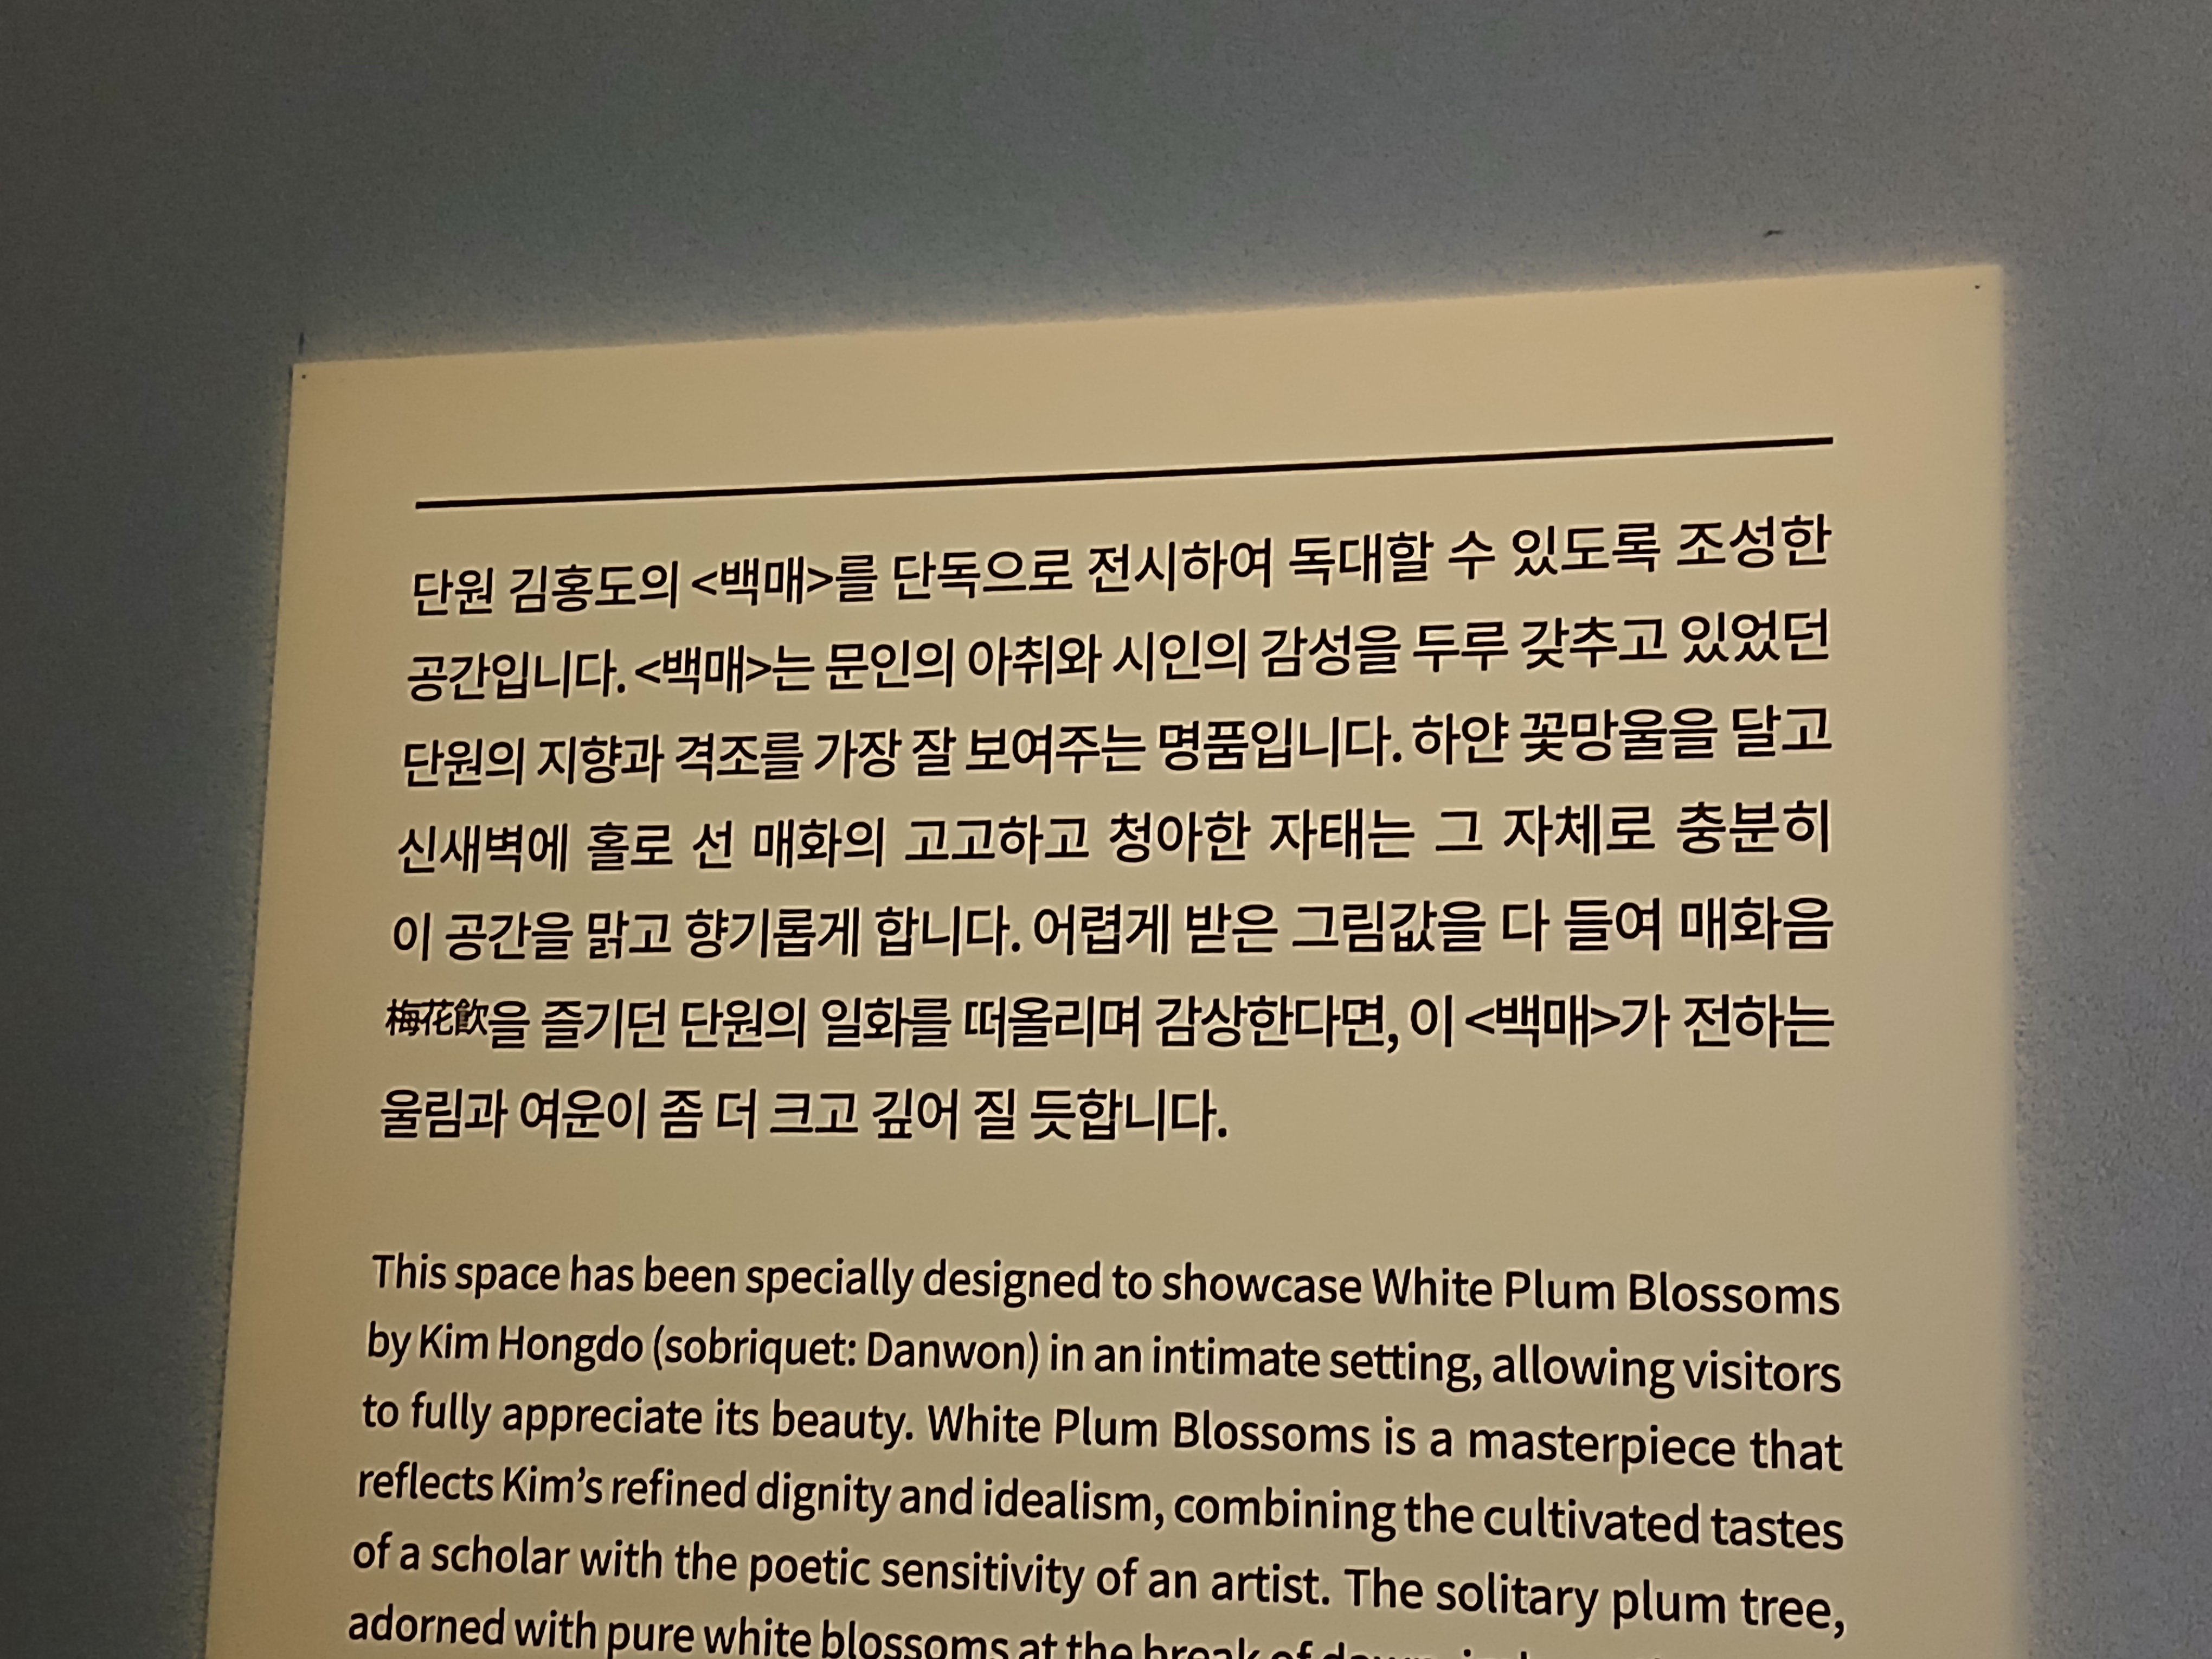 단원 김홍도의 <백매>를 단독으로 전시하여 독대할 수 있도록 조성한
공간입니다. <백매>는 문인의 아취와 시인의 감성을 두루 갖추고 있었던
단원의 지향과 격조를 가장 잘 보여주는 명품입니다. 하얀 꽃망울을 달고
신새벽에 홀로 선 매화의 고고하고 청아한 자태는 그 자체로 충분히
이 공간을 맑고 향기롭게 합니다. 어렵게 받은 그림값을 다 들여 매화음
梅花飮을 즐기던 단원의 일화를 떠올리며 감상한다면, 이 <백매>가 전하는
울림과 여운이 좀 더 크고 깊어 질 듯합니다.
This space has been specially designed to showcase White Plum Blossoms
by Kim Hongdo (sobriquet: Danwon) in an intimate setting, allowing visitors
to fully appreciate its beauty. White Plum Blossoms is a masterpiece that
reflects Kim’s refined dignity and idealism, combining the cultivated tastes
of a scholar with the poetic sensitivity of an artist. The solitary plum tree,
adorned with pure white blossoms at the break of